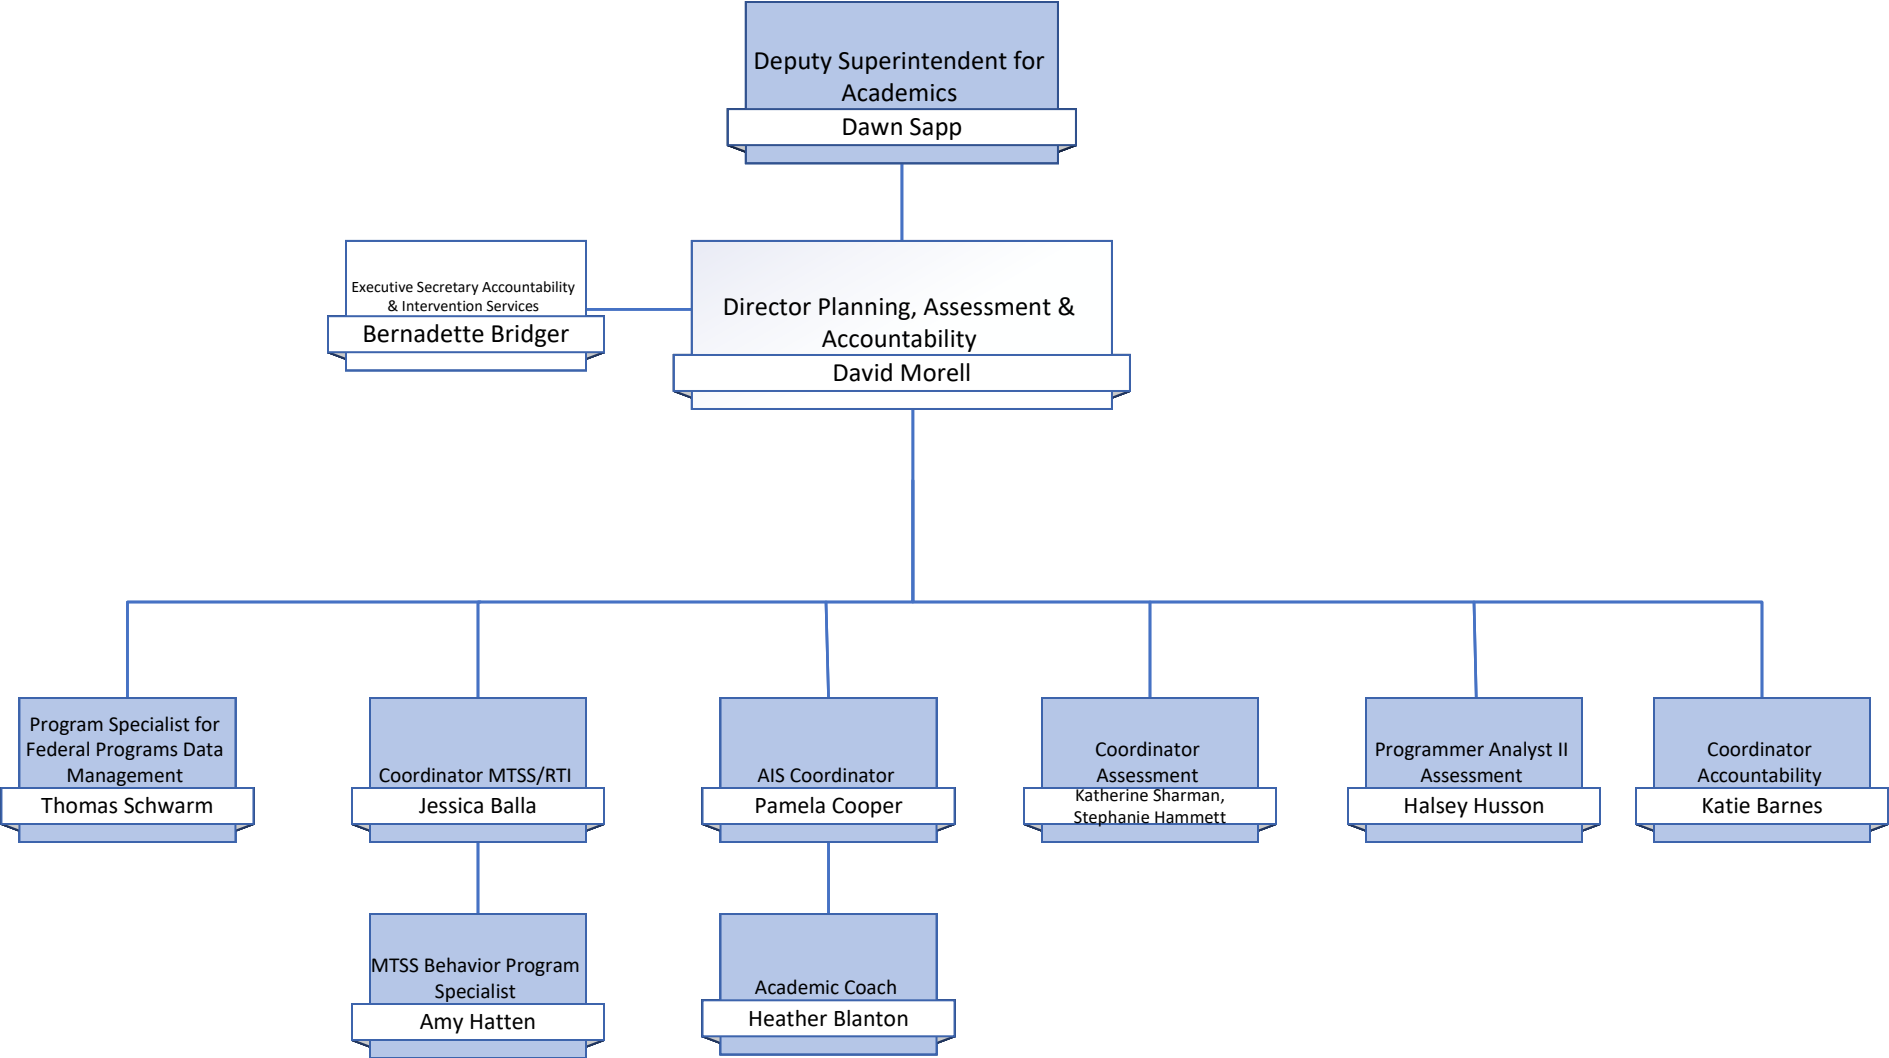 Deputy Superintendent for
Academics
Dawn Sapp
Executive Secretary Accountability
& Intervention Services
Bernadette Bridger
Director Planning, Assessment &
Accountability
David Morell
Program Specialist for
Federal Programs Data
Management
Thomas Schwarm
Coordinator MTSS/RTI
Jessica Balla
AIS Coordinator
Pamela Cooper
Coordinator
Assessment
Katherine Sharman,
Stephanie Hammett
Programmer Analyst II
Assessment
Halsey Husson
Coordinator
Accountability
Katie Barnes
MTSS Behavior Program
Specialist
Amy Hatten
Academic Coach
Heather Blanton